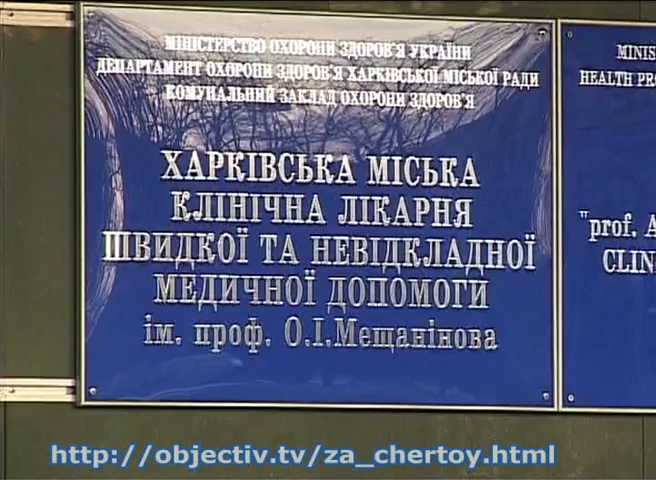 МІНІСТЕРСТВО ОХОРОНИ ЗДОРОВ'Я УКРАЇНИ
ДЕПАРТАМЕНТ ОХОРОНИ ЗДОРОВ'Я ХАРКІВСЬКОЇ МІСЬКОЇ РАДИ
КОМУНАЛЬНИЙ ЗАКЛАД ОХОРОНИ ЗДОРОВ'Я
ХАРКІВСЬКА МІСЬКА
КЛІНІЧНА ЛІКАРНЯ
ШВИДКОЇ ТА НЕВІДКЛАДНОЇ
МЕДИЧНОЇ ДОПОМОГИ
ім. проф. О.І.Мещанінова
MINIS
HEALTH PR
"prof. A
CLIN
http://objectiv.tv/za_chertoy.html